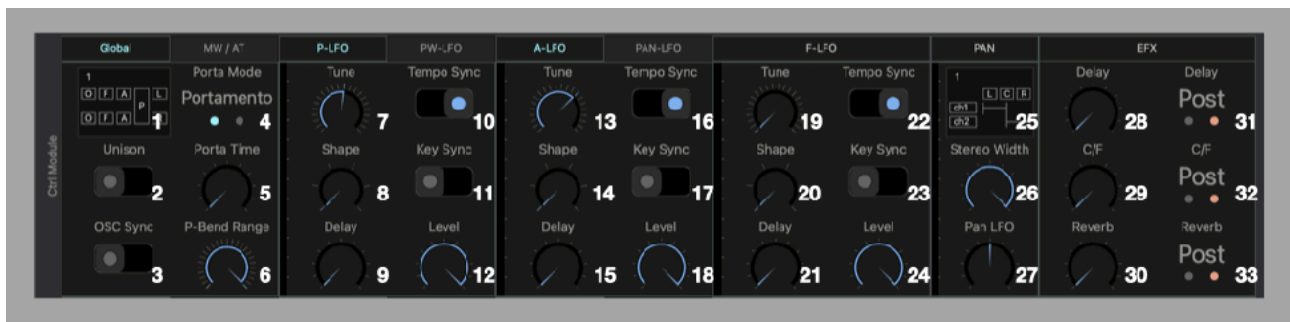 Global MW / AT P-LFO PW-LFO A-LFO PAN-LFO F-LFO PAN EFX
1 Porta Mode Tune Tempo Sync Tune Tempo Sync Tune Tempo Sync 1 Delay Delay
O F A P L Portamento L C R Post
O F A 1 4 7 10 13 16 19 22 ch1 ch2 25 28 31
Unison Porta Time Shape Key Sync Shape Key Sync Shape Key Sync Stereo Width C/F C/F
Post
2 5 8 11 14 17 20 23 26 29 32
OSC Sync P-Bend Range Delay Level Delay Level Delay Level Pan LFO Reverb Reverb
Post
3 6 9 12 15 18 21 24 27 30 33
Ctrl Module